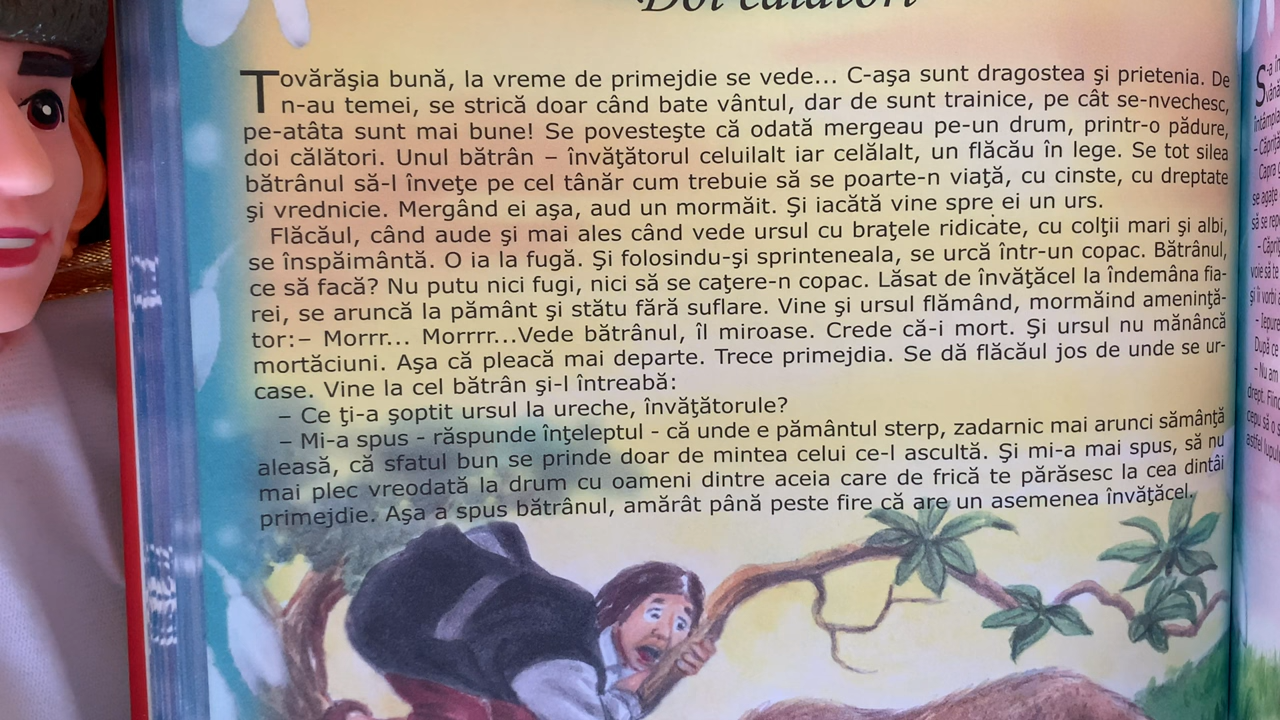 Doi călători
Tovărăşia bună, la vreme de primejdie se vede... C-aşa sunt dragostea şi prietenia. De
n-au temei, se strică doar când bate vântul, dar de sunt trainice, pe cât se-nvechesc,
pe-atâta sunt mai bune! Se povesteşte că odată mergeau pe-un drum, printr-o pădure,
doi călători. Unul bătrân – învăţătorul celuilalt iar celălalt, un flăcău în lege. Se tot silea
bătrânul să-l înveţe pe cel tânăr cum trebuie să se poarte-n viaţă, cu cinste, cu dreptate
şi vrednicie. Mergând ei aşa, aud un mormăit. Şi iacătă vine spre ei un urs.
Flăcăul, când aude şi mai ales când vede ursul cu braţele ridicate, cu colţii mari şi albi,
se înspăimântă. O ia la fugă. Şi folosindu-şi sprinteneala, se urcă într-un copac. Bătrânul,
ce să facă? Nu putu nici fugi, nici să se caţere-n copac. Lăsat de învăţăcel la îndemâna fia-
rei, se aruncă la pământ şi stătu fără suflare. Vine şi ursul flămând, mormăind ameninţă-
tor:– Morrr... Morrrr...Vede bătrânul, îl miroase. Crede că-i mort. Şi ursul nu mănâncă
mortăciuni. Aşa că pleacă mai departe. Trece primejdia. Se dă flăcăul jos de unde se ur-
case. Vine la cel bătrân şi-l întreabă:
– Ce ţi-a şoptit ursul la ureche, învăţătorule?
– Mi-a spus - răspunde înţeleptul - că unde e pământul sterp, zadarnic mai arunci sămânţă
aleasă, că sfatul bun se prinde doar de mintea celui ce-l ascultă. Şi mi-a mai spus, să nu
mai plec vreodată la drum cu oameni dintre aceia care de frică te părăsesc la cea dintâi
primejdie. Aşa a spus bătrânul, amărât până peste fire că are un asemenea învăţăcel.